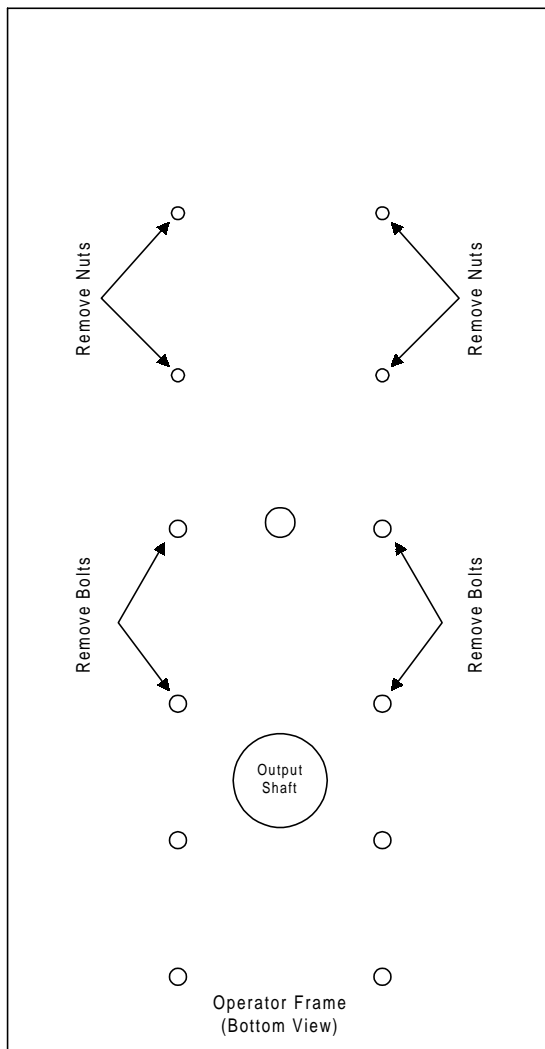 Remove Nuts
Remove Nuts
Remove Bolts
Remove Bolts
Output
Shaft
Operator Frame
(Bottom View)